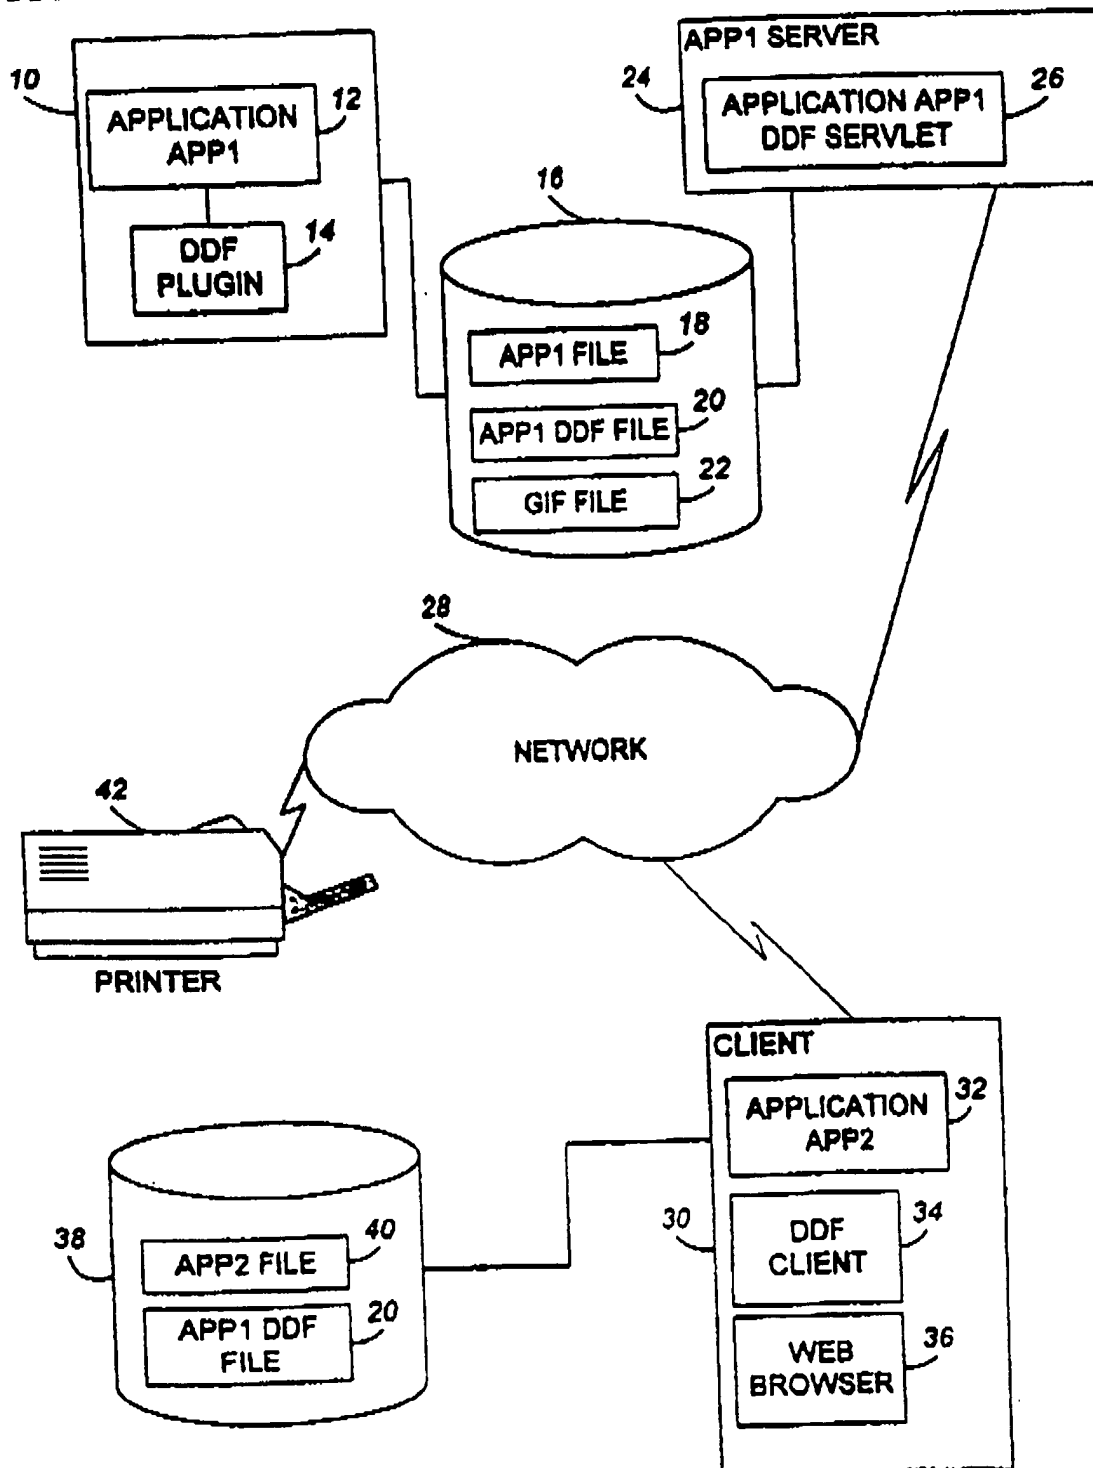 APP1 SERVER
10
APPLICATION
APP1
12
24
APPLICATION APP1
DDF SERVLET
26
DDF
PLUGIN
14
16
APP1 FILE
18
APP1 DDF FILE
20
GIF FILE
22
28
NETWORK
42
PRINTER
CLIENT
APPLICATION
APP2
32
30
DDF
CLIENT
34
WEB
BROWSER
36
38
APP2 FILE
40
APP1 DDF
FILE
20